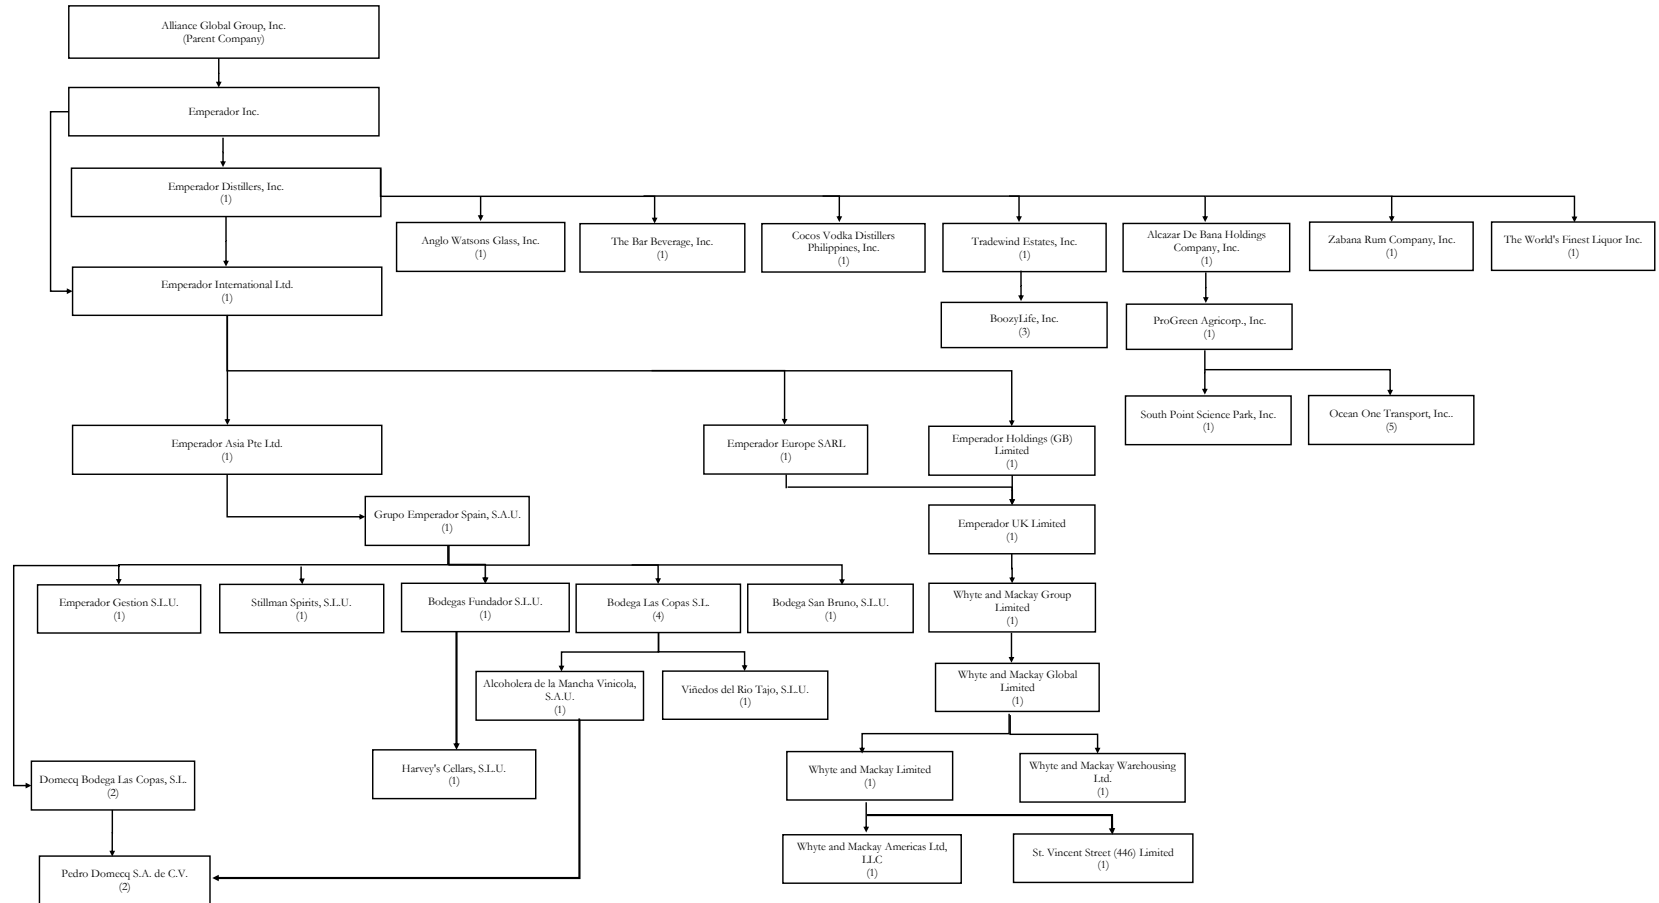 Alliance Global Group, Inc.
(Parent Company)
Emperador Inc.
Emperador Distillers, Inc.
(1)
Anglo Watsons Glass, Inc.
(1)
The Bar Beverage, Inc.
(1)
Cocos Vodka Distillers
Philippines, Inc.
(1)
Tradewind Estates, Inc.
(1)
Alcazar De Bana Holdings
Company, Inc.
(1)
Zabana Rum Company, Inc.
(1)
The World's Finest Liquor Inc.
(1)
Emperador International Ltd.
(1)
BoozyLife, Inc.
(3)
ProGreen Agricorp., Inc.
(1)
South Point Science Park, Inc.
(1)
Ocean One Transport, Inc..
(5)
Emperador Asia Pte Ltd.
(1)
Emperador Europe SARL
(1)
Emperador Holdings (GB)
Limited
(1)
Grupo Emperador Spain, S.A.U.
(1)
Emperador UK Limited
(1)
Emperador Gestion S.L.U.
(1)
Stillman Spirits, S.L.U.
(1)
Bodegas Fundador S.L.U.
(1)
Bodega Las Copas S.L.
(4)
Bodega San Bruno, S.L.U.
(1)
Whyte and Mackay Group
Limited
(1)
Alcoholera de la Mancha Vinicola,
S.A.U.
(1)
Viñedos del Rio Tajo, S.L.U.
(1)
Whyte and Mackay Global
Limited
(1)
Harvey's Cellars, S.L.U.
(1)
Domecq Bodega Las Copas, S.L.
(2)
Whyte and Mackay Limited
(1)
Whyte and Mackay Warehousing
Ltd.
(1)
Pedro Domecq S.A. de C.V.
(2)
Whyte and Mackay Americas Ltd,
LLC
(1)
St. Vincent Street (446) Limited
(1)